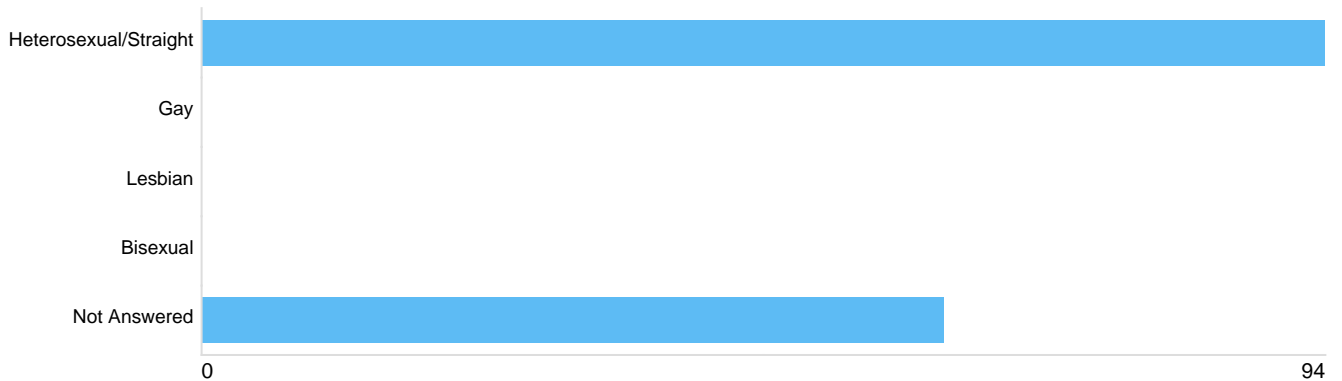 Heterosexual/Straight
Gay
Lesbian
Bisexual
Not Answered
0 94